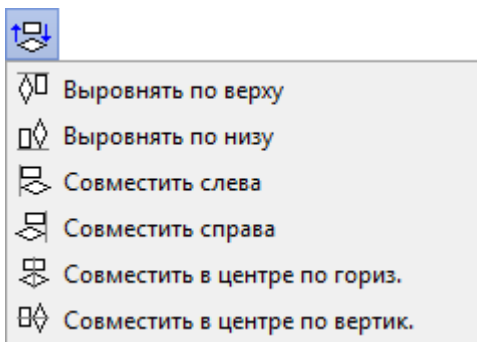 Выровнять по верху
Выровнять по низу
Совместить слева
Совместить справа
Совместить в центре по гориз.
Совместить в центре по вертик.